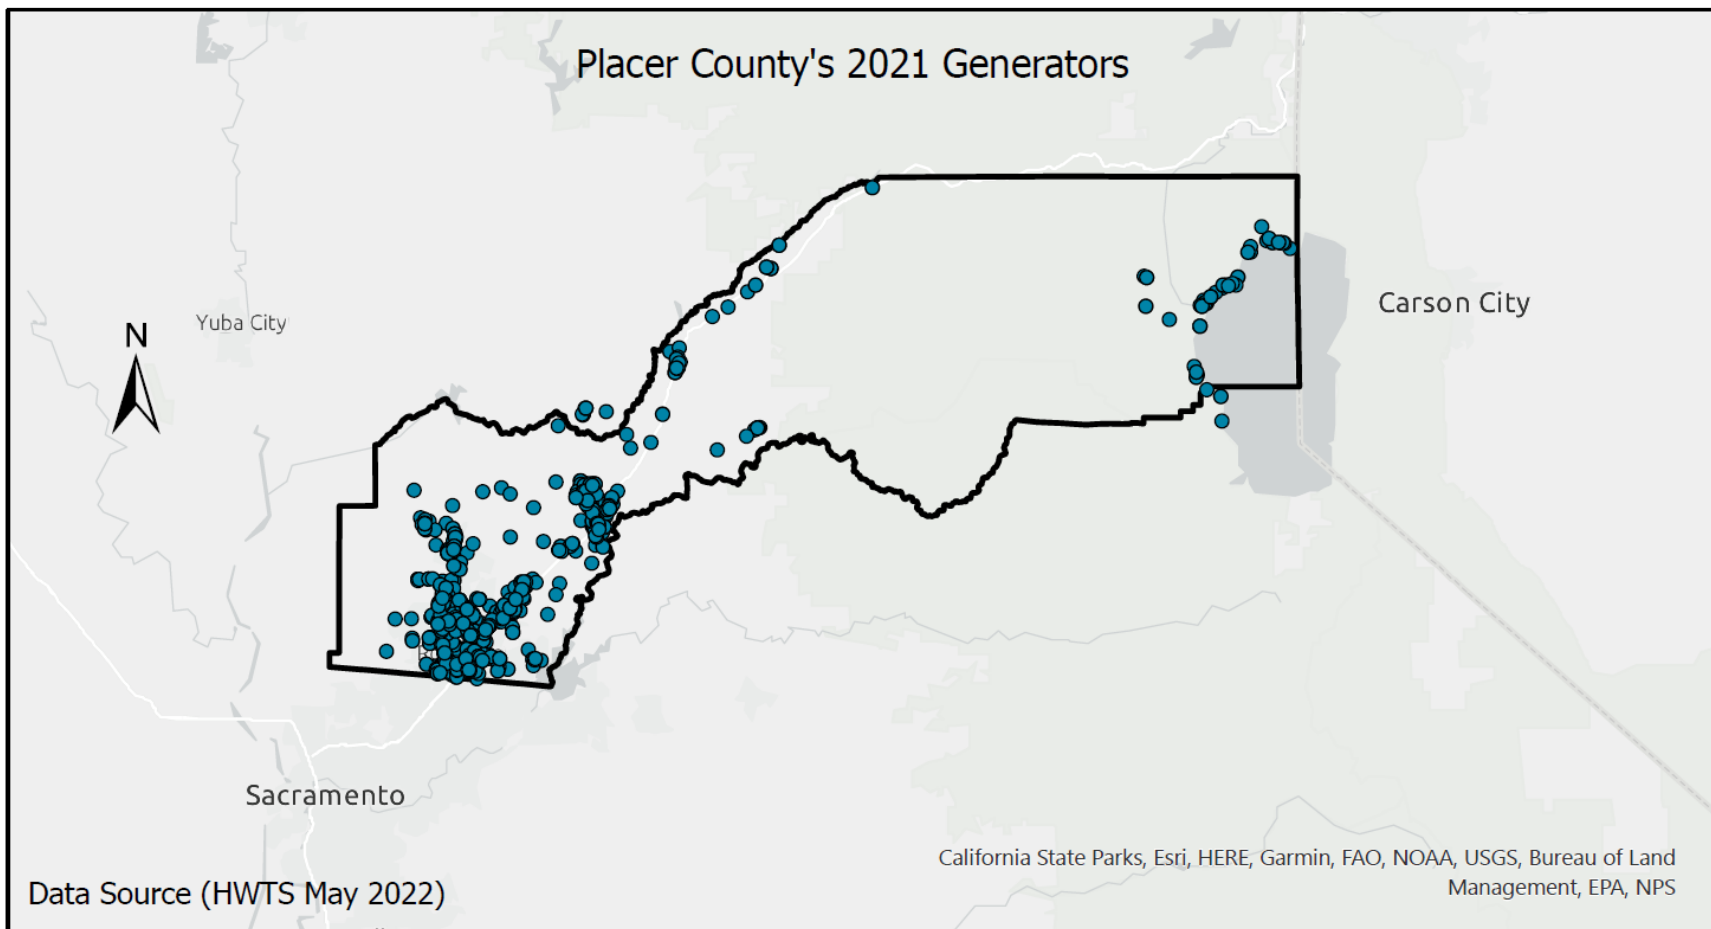 Placer County's 2021 Generators
N
Yuba City
Carson City
Sacramento
California State Parks, Esri, HERE, Garmin, FAO, NOAA, USGS, Bureau of Land
Management, EPA, NPS
Data Source (HWTS May 2022)